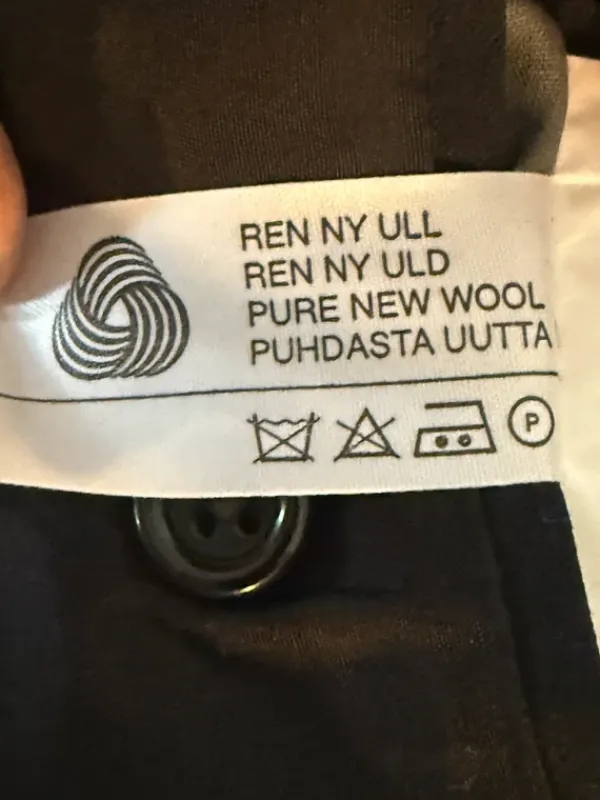 REN NY ULL
REN NY ULD
PURE NEW WOOL
PUHDASTA UUTTA
P